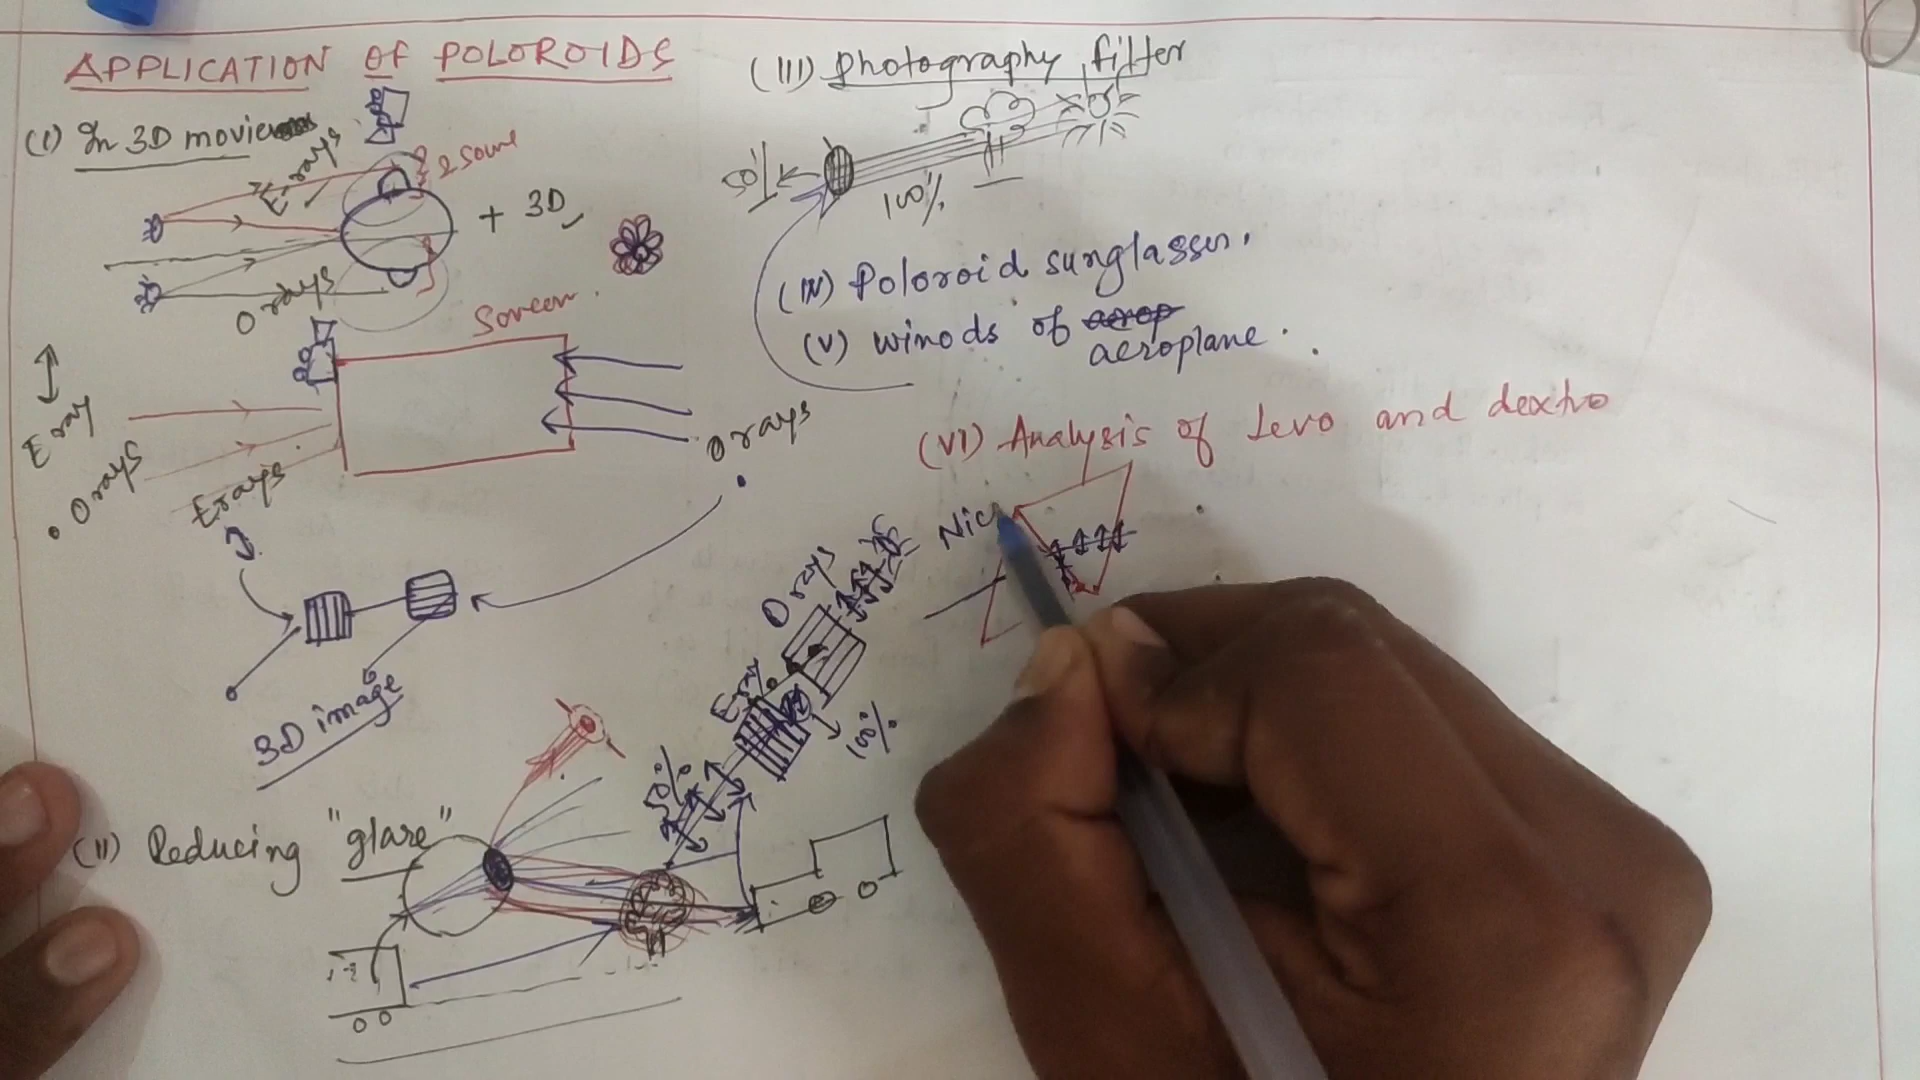 APPLICATION OF POLOROIDS
(I) In 3D movie
E-rays
2 Soure
+ 3D
O rays
Screen
E ray
O rays
E rays
O rays
3D image
(II) Reducing "glare"
50%
E ray
O rays
100%
(III) Photography filter
50%
100%
(IV) Poloroid sunglasses.
(V) winods of aeroplane.
(VI) Analysis of Levo and dextro
Nic